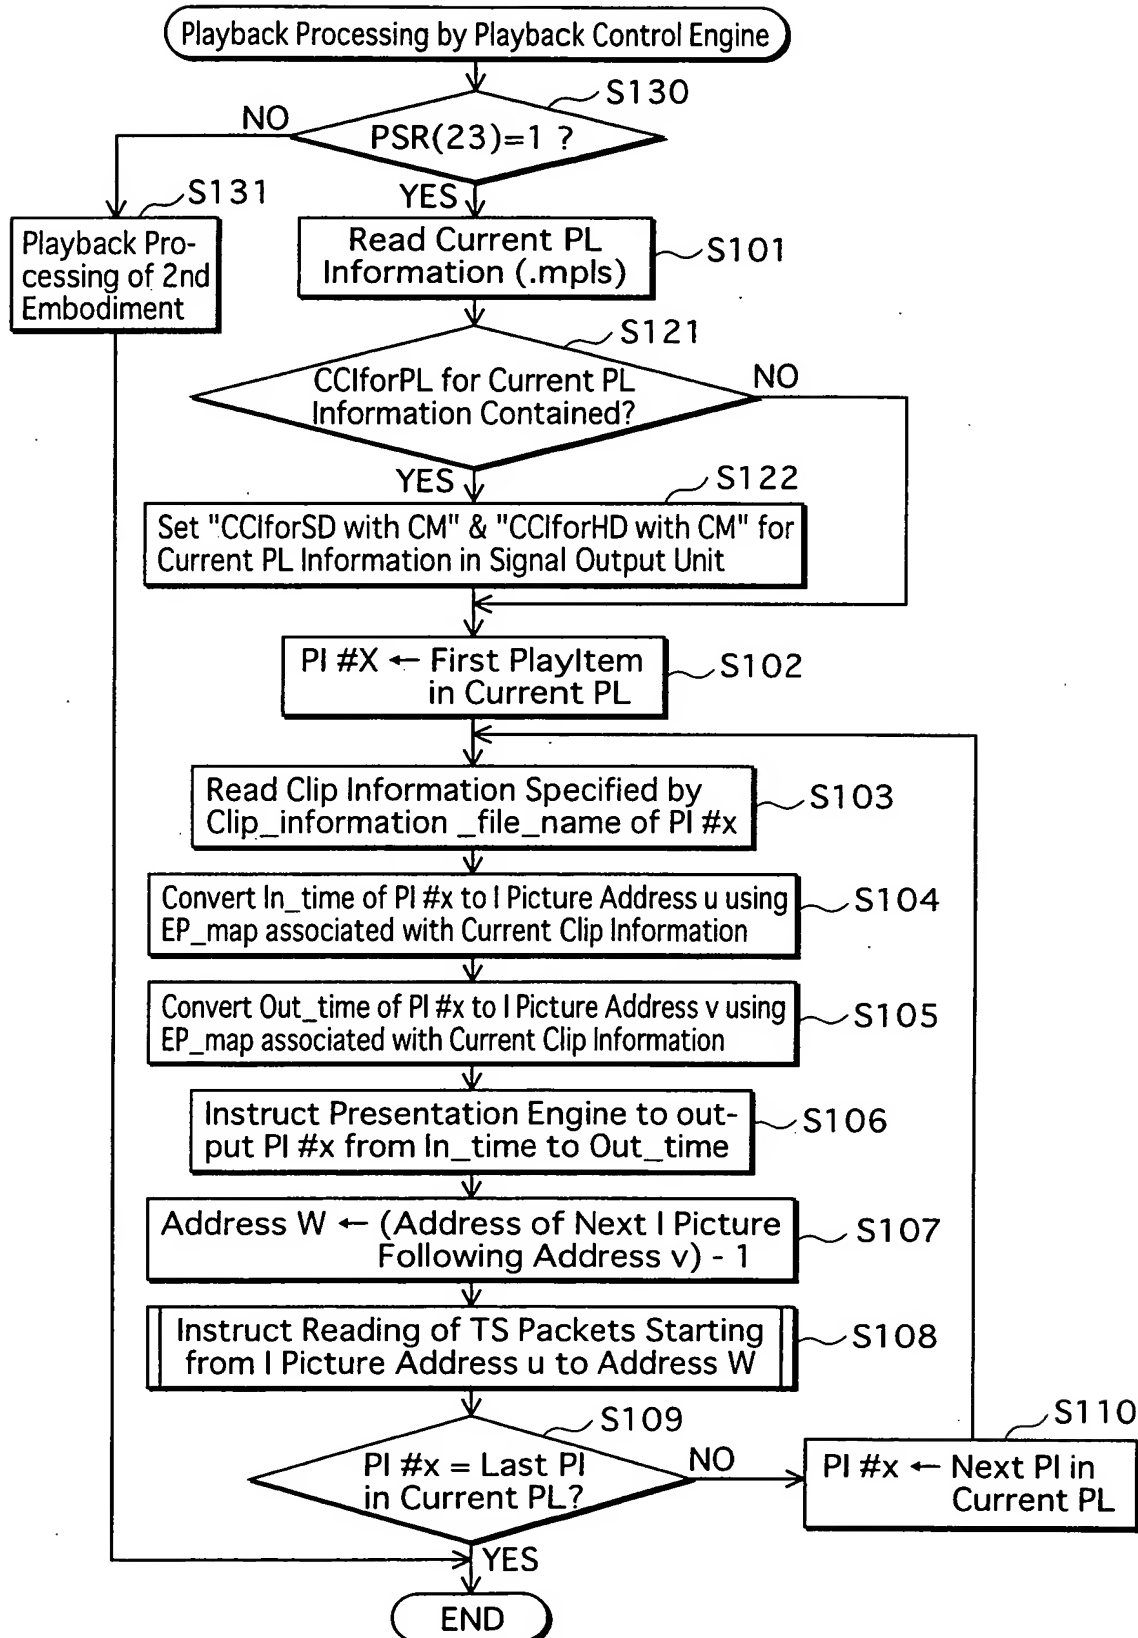 Playback Processing by Playback Control Engine
S130
NO
PSR(23)=1 ?
S131
YES
Playback Pro-
cessing of 2nd
Embodiment
Read Current PL
Information (.mpls)
S101
S121
CCIforPL for Current PL
Information Contained?
NO
YES
S122
Set "CCIforSD with CM" & "CCIforHD with CM" for
Current PL Information in Signal Output Unit
PI #X ← First PlayItem
in Current PL
S102
Read Clip Information Specified by
Clip_information _file_name of PI #x
S103
Convert In_time of PI #x to I Picture Address u using
EP_map associated with Current Clip Information
S104
Convert Out_time of PI #x to I Picture Address v using
EP_map associated with Current Clip Information
S105
Instruct Presentation Engine to out-
put PI #x from In_time to Out_time
S106
Address W ← (Address of Next I Picture
Following Address v) - 1
S107
Instruct Reading of TS Packets Starting
from I Picture Address u to Address W
S108
S109
PI #x = Last PI
in Current PL?
NO
S110
PI #x ← Next PI in
Current PL
YES
END